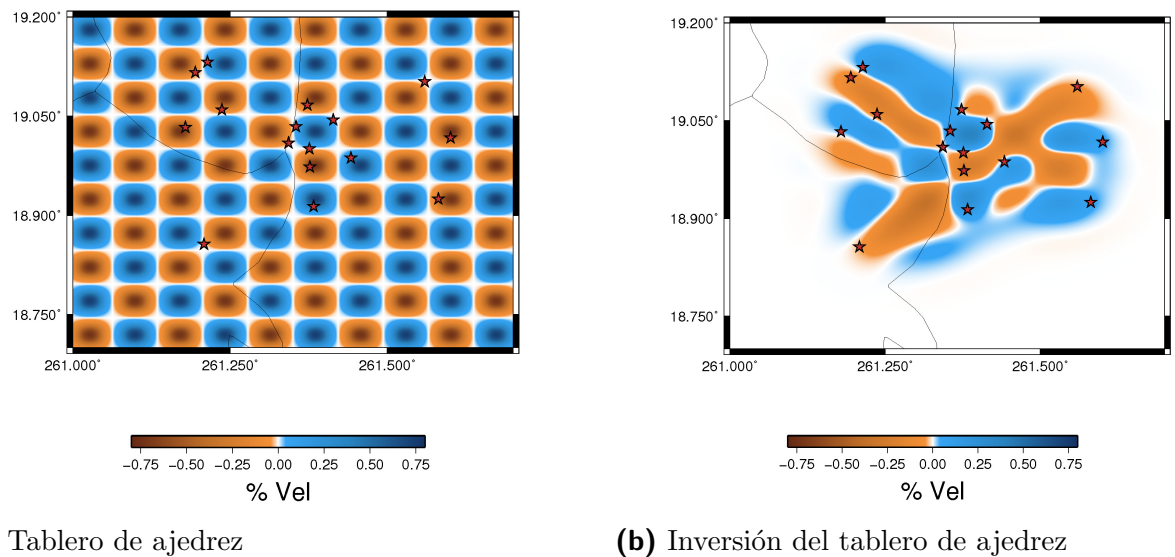 19.200˚
19.050˚
18.900˚
18.750˚
261.000˚ 261.250˚ 261.500˚
−0.75 −0.50 −0.25 0.00 0.25 0.50 0.75
% Vel
Tablero de ajedrez
19.200˚
19.050˚
18.900˚
18.750˚
261.000˚ 261.250˚ 261.500˚
−0.75 −0.50 −0.25 0.00 0.25 0.50 0.75
% Vel
(b) Inversión del tablero de ajedrez